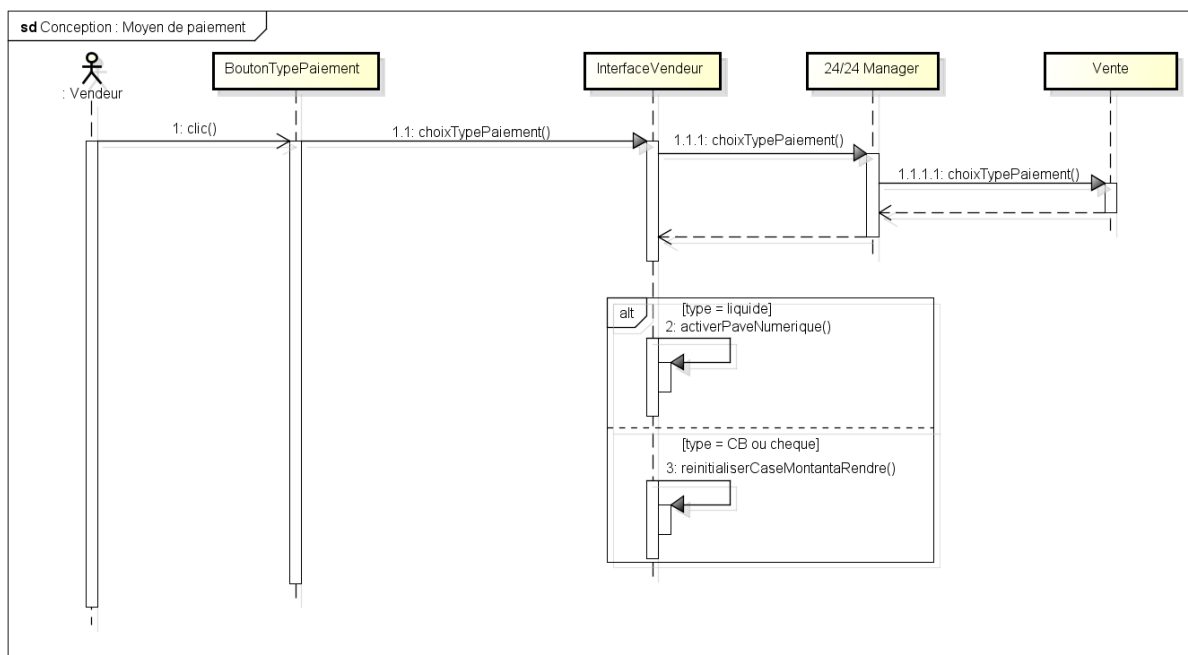 sd Conception : Moyen de paiement
: Vendeur
BoutonTypePaiement
InterfaceVendeur
24/24 Manager
Vente
1: clic()
1.1: choixTypePaiement()
1.1.1: choixTypePaiement()
1.1.1.1: choixTypePaiement()
alt
[type = liquide]
2: activerPaveNumerique()
[type = CB ou cheque]
3: reinitialiserCaseMontantaRendre()